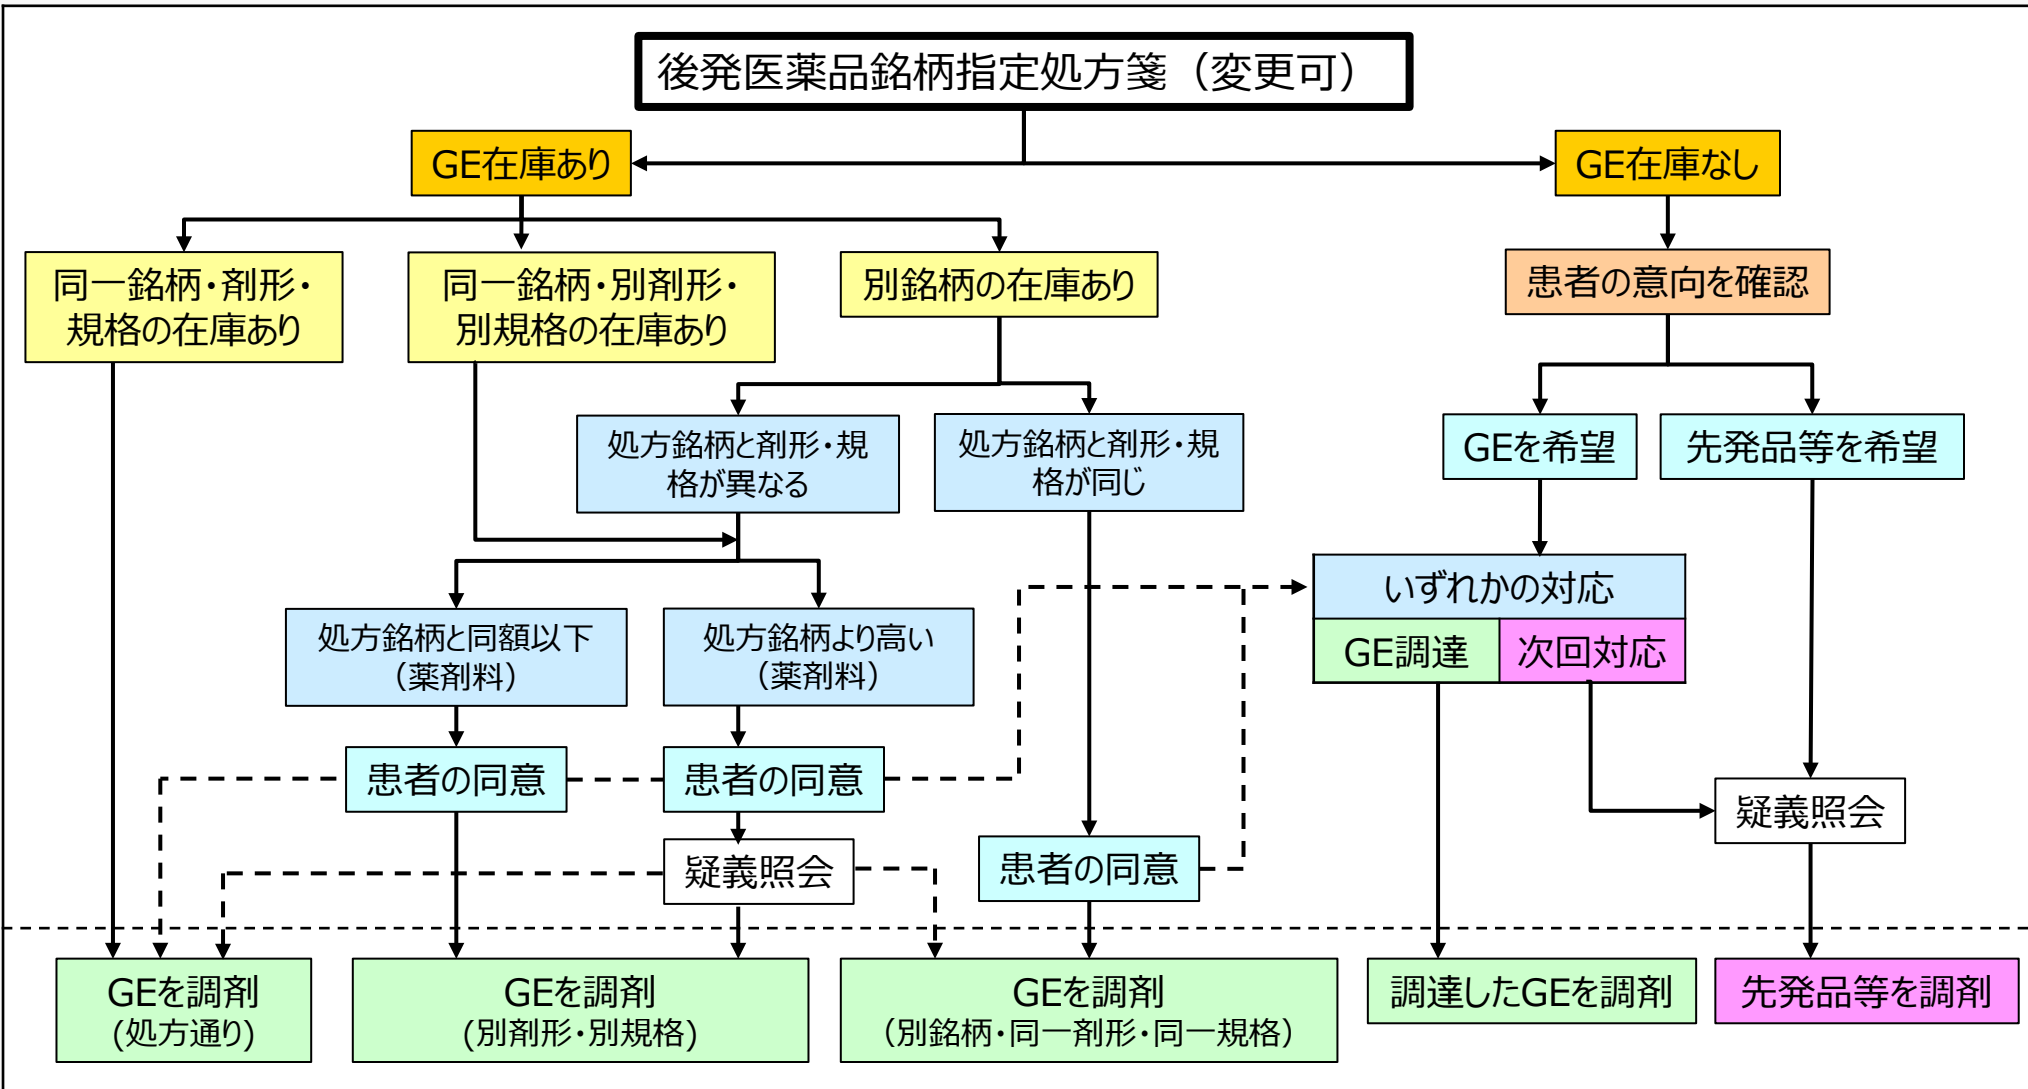 後発医薬品銘柄指定処方箋（変更可）
GE在庫あり
GE在庫なし
同一銘柄・剤形・
規格の在庫あり
同一銘柄・別剤形・
別規格の在庫あり
別銘柄の在庫あり
患者の意向を確認
処方銘柄と剤形・規
格が異なる
処方銘柄と剤形・規
格が同じ
GEを希望
先発品等を希望
いずれかの対応
GE調達
次回対応
処方銘柄と同額以下
（薬剤料）
処方銘柄より高い
（薬剤料）
患者の同意
患者の同意
疑義照会
患者の同意
疑義照会
GEを調剤
(処方通り)
GEを調剤
(別剤形・別規格)
GEを調剤
（別銘柄・同一剤形・同一規格）
調達したGEを調剤
先発品等を調剤